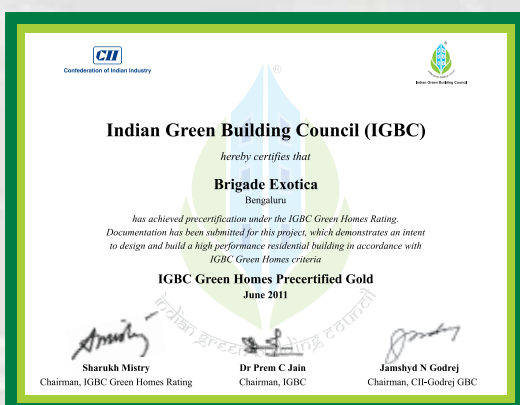 CII
Confederation of Indian Industry
Indian Green Building Council
Indian Green Building Council (IGBC)
hereby certifies that
Brigade Exotica
Bengaluru
has achieved precertification under the IGBC Green Homes Rating.
Documentation has been submitted for this project, which demonstrates an intent
to design and build a high performance residential building in accordance with
IGBC Green Homes criteria
IGBC Green Homes Precertified Gold
June 2011
indian green building council
®
Sharukh Mistry
Dr Prem C Jain
Jamshyd N Godrej
Chairman, IGBC Green Homes Rating
Chairman, IGBC
Chairman, CII-Godrej GBC